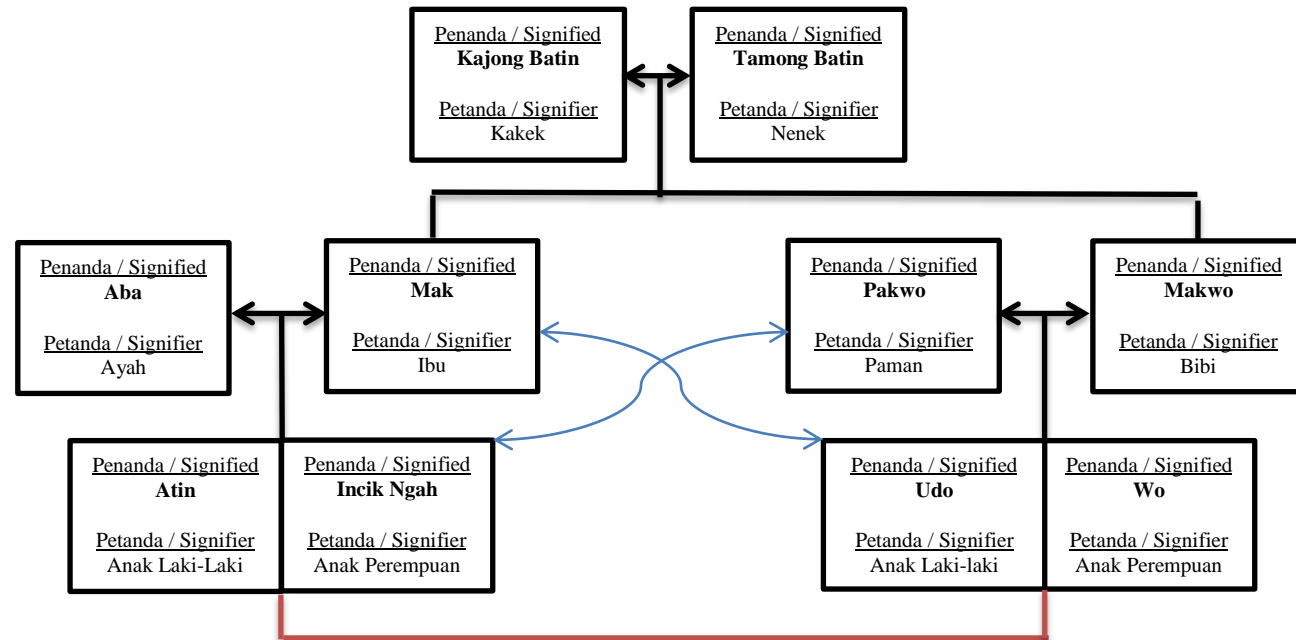 Penanda / Signified
Kajong Batin
Petanda / Signifier
Kakek
Penanda / Signified
Tamong Batin
Petanda / Signifier
Nenek
Penanda / Signified
Aba
Petanda / Signifier
Ayah
Penanda / Signified
Mak
Petanda / Signifier
Ibu
Penanda / Signified
Pakwo
Petanda / Signifier
Paman
Penanda / Signified
Makwo
Petanda / Signifier
Bibi
Penanda / Signified
Atin
Petanda / Signifier
Anak Laki-Laki
Penanda / Signified
Incik Ngah
Petanda / Signifier
Anak Perempuan
Penanda / Signified
Udo
Petanda / Signifier
Anak Laki-laki
Penanda / Signified
Wo
Petanda / Signifier
Anak Perempuan